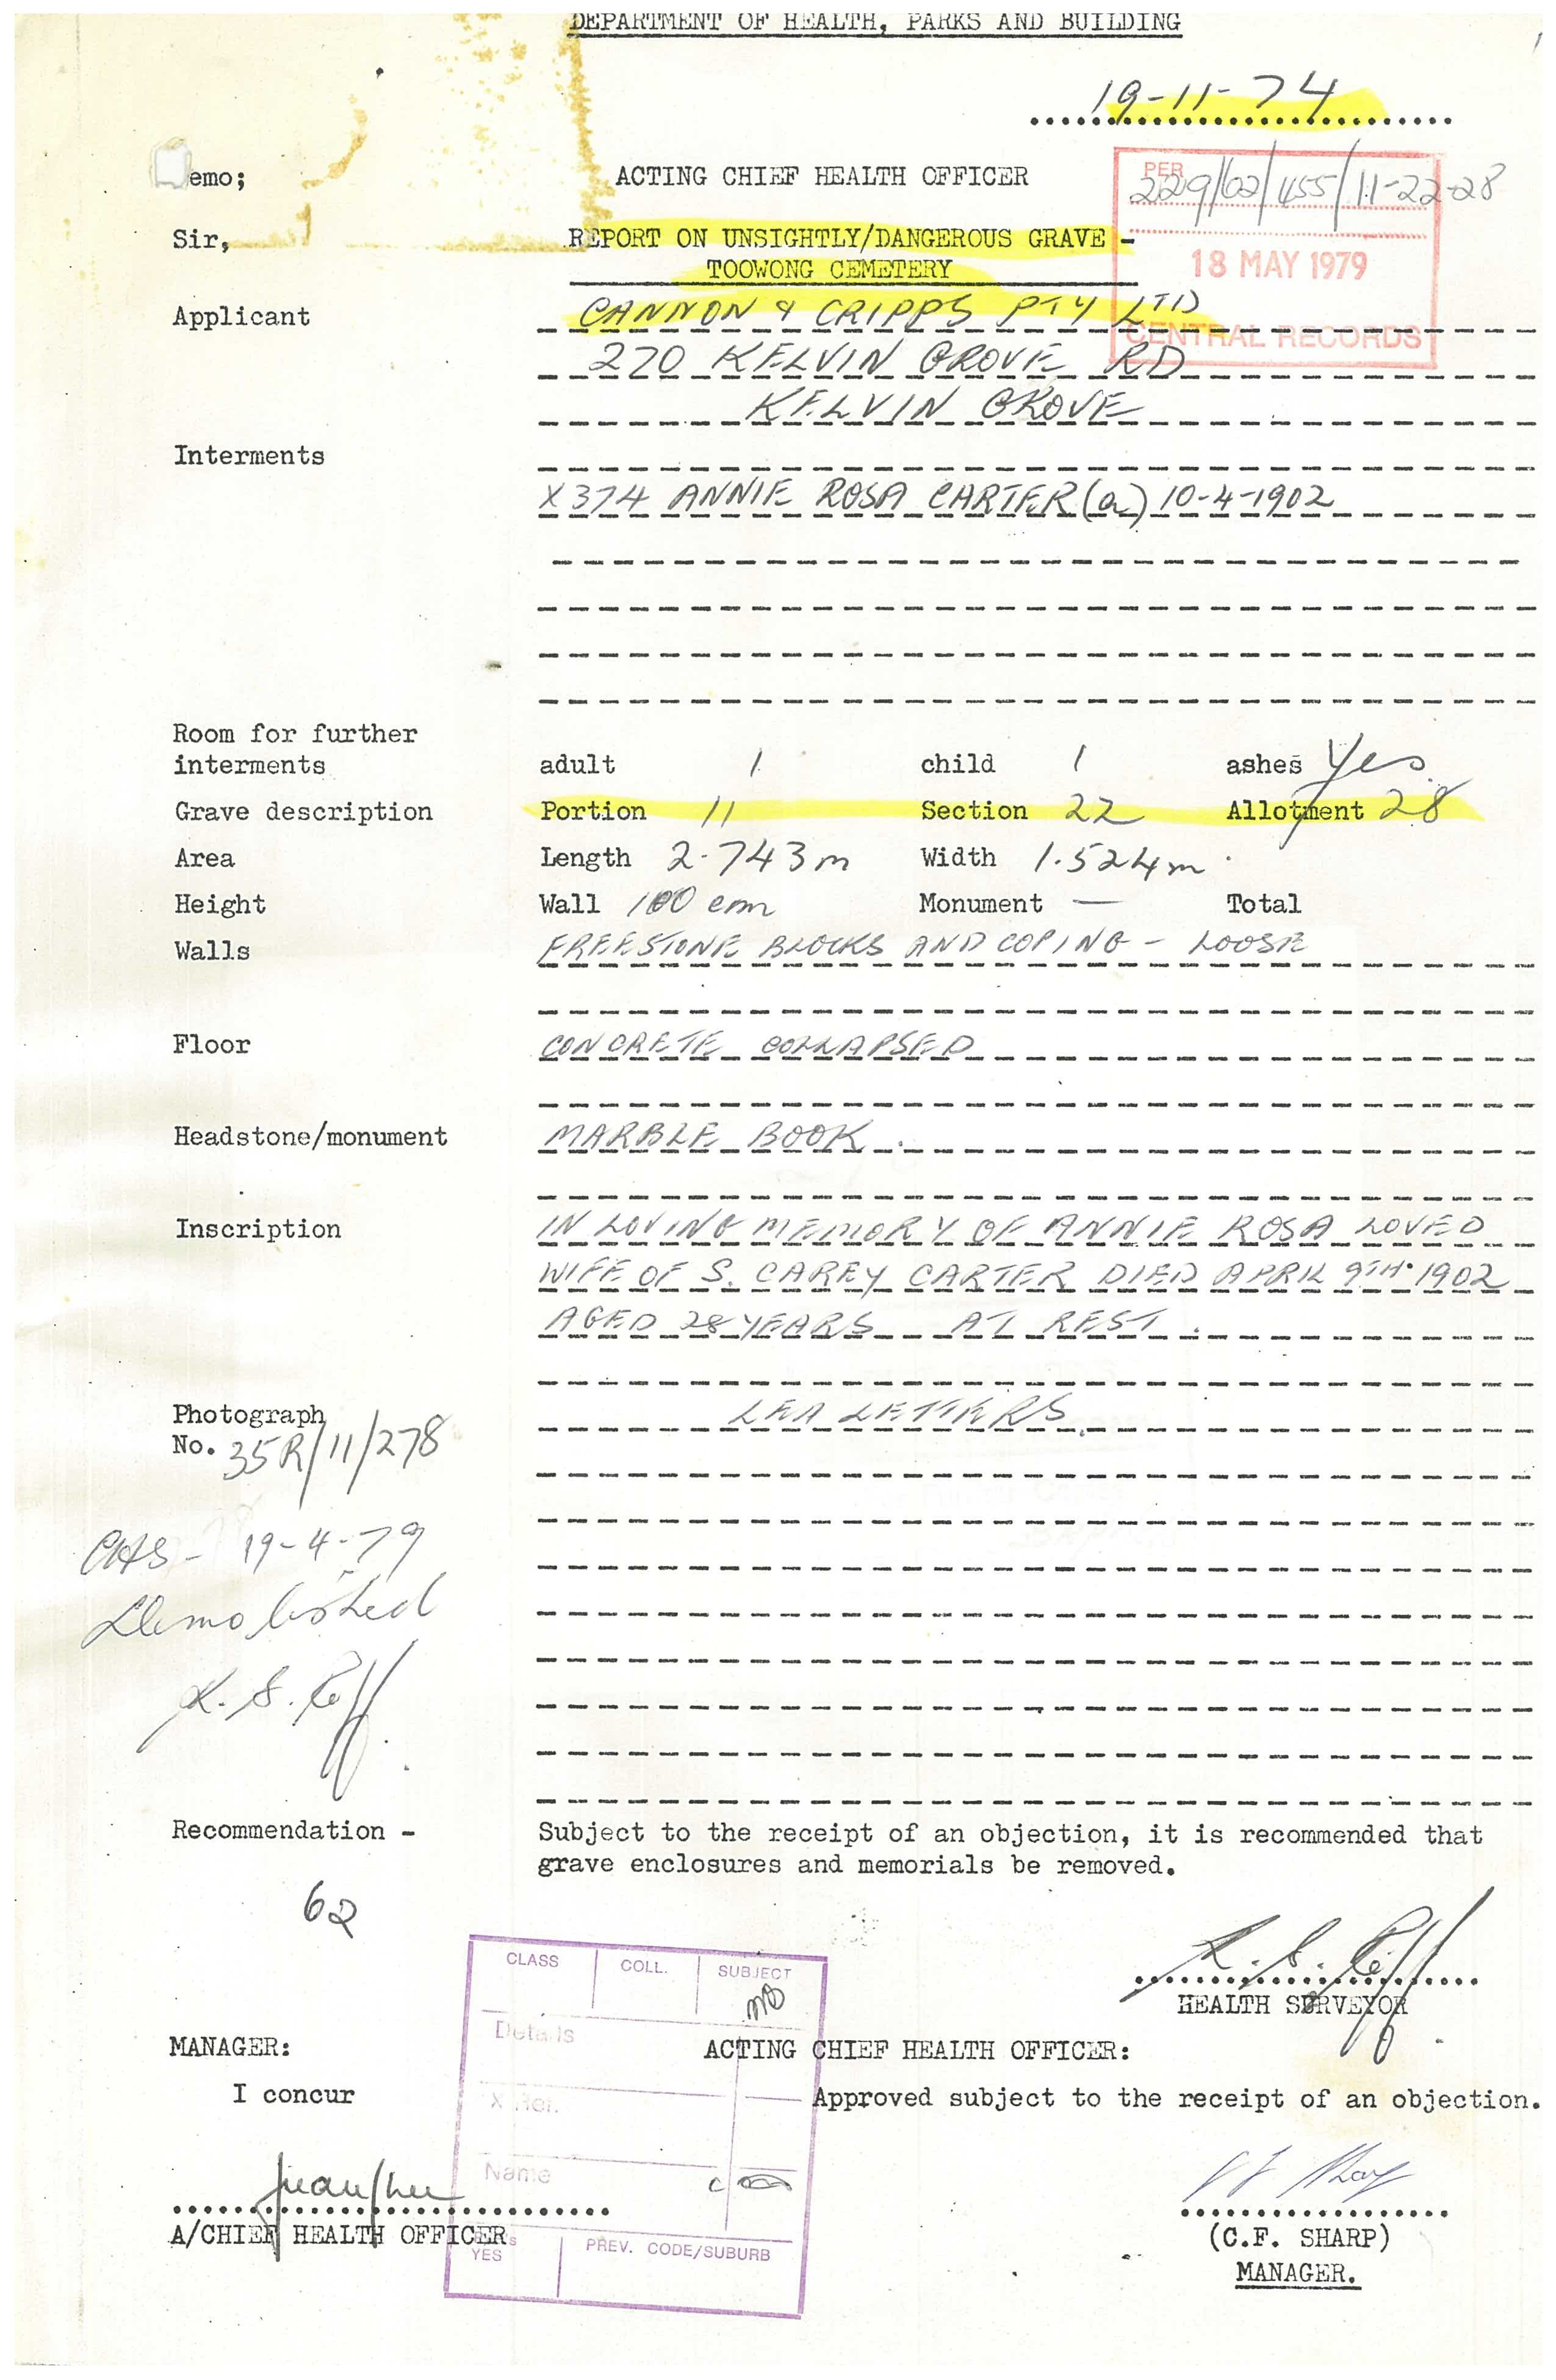 DEPARTMENT OF HEALTH, PARKS AND BUILDING
19-11-74
emo;
ACTING CHIEF HEALTH OFFICER
PER
229/62/455/11-22-28
Sir,
REPORT ON UNSIGHTLY/DANGEROUS GRAVE -
TOOWONG CEMETERY
18 MAY 1979
CENTRAL RECORDS
Applicant
CANNON & CRIPPS PTY LTD
270 KELVIN GROVE RD
KELVIN GROVE
Interments
X374 ANNIE ROSA CARTER (a) 10-4-1902
Room for further
interments adult 1 child 1 ashes Yes
Grave description Portion 11 Section 22 Allotment 28
Area Length 2.743m Width 1.524m
Height Wall 100 cm Monument — Total
Walls FREESTONE BLOCKS AND COPING - LOOSE
Floor CONCRETE COLLAPSED
Headstone/monument MARBLE BOOK.
Inscription IN LOVING MEMORY OF ANNIE ROSA LOVED
WIFE OF S. CAREY CARTER DIED APRIL 9TH. 1902
AGED 28 YEARS AT REST.
Photograph
No. 35R/11/278
LEA LETTERS
19-4-79
Demolished
Recommendation - Subject to the receipt of an objection, it is recommended that
grave enclosures and memorials be removed.
62
HEALTH SURVEYOR
CLASS COLL. SUBJECT
Details
X Ref.
Name
YES
PREV. CODE/SUBURB
MANAGER: ACTING CHIEF HEALTH OFFICER:
I concur Approved subject to the receipt of an objection.
A/CHIEF HEALTH OFFICER (C.F. SHARP)
MANAGER.